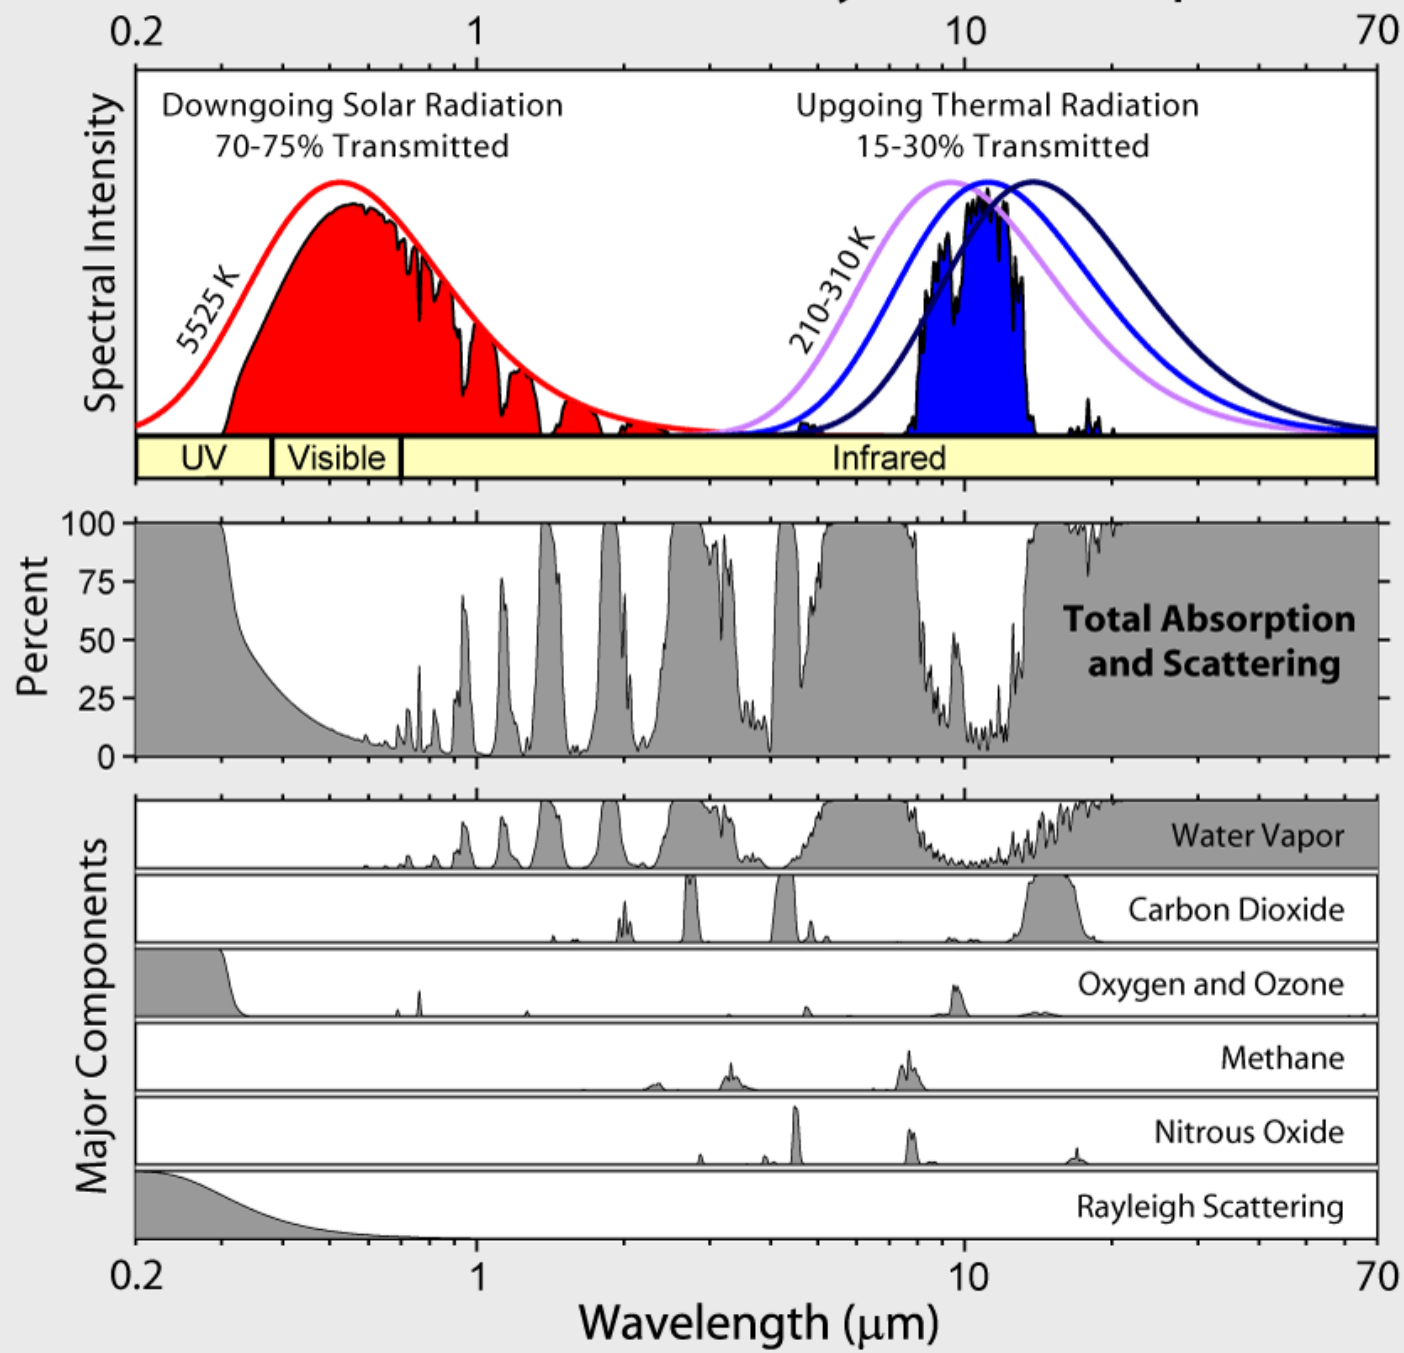 0.2 1 10 70
Downgoing Solar Radiation
70-75% Transmitted
Upgoing Thermal Radiation
15-30% Transmitted
Spectral Intensity
5525 K
210-310 K
UV Visible Infrared
Percent
100
75
50
25
0
Total Absorption
and Scattering
Major Components
Water Vapor
Carbon Dioxide
Oxygen and Ozone
Methane
Nitrous Oxide
Rayleigh Scattering
0.2 1 10 70
Wavelength (μm)